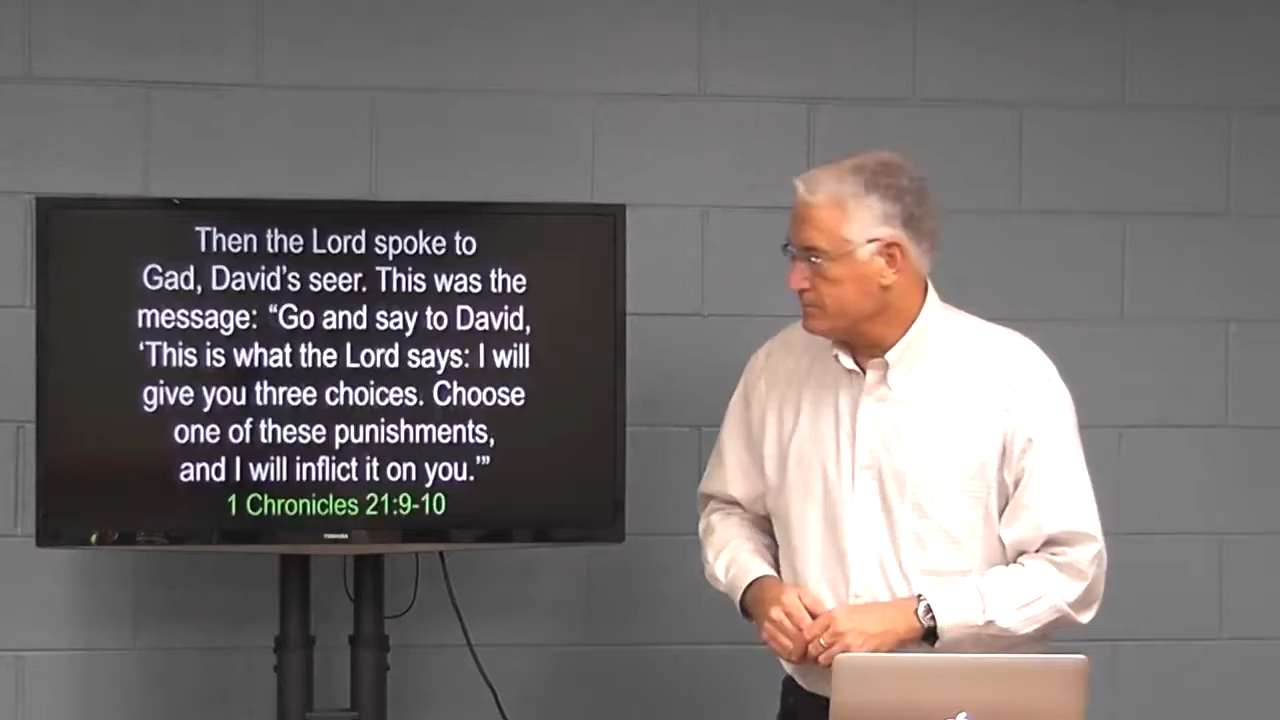 Then the Lord spoke to
Gad, David’s seer. This was the
message: “Go and say to David,
‘This is what the Lord says: I will
give you three choices. Choose
one of these punishments,
and I will inflict it on you.’”
1 Chronicles 21:9-10
TOSHIBA